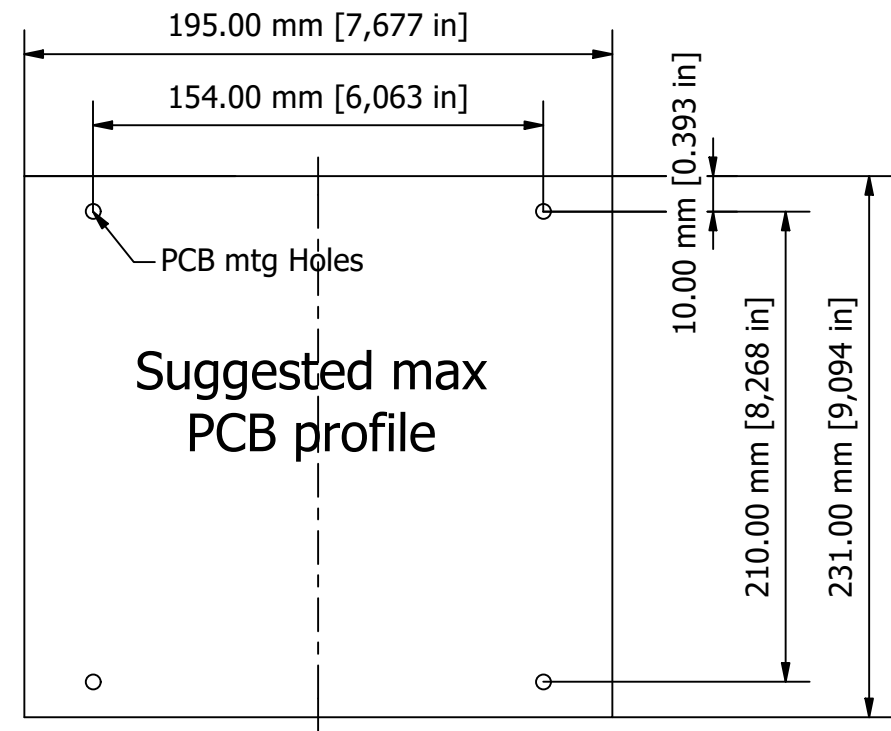 195.00 mm [7,677 in]
154.00 mm [6,063 in]
10.00 mm [0.393 in]
PCB mtg Holes
Suggested max
PCB profile
210.00 mm [8,268 in]
231.00 mm [9,094 in]